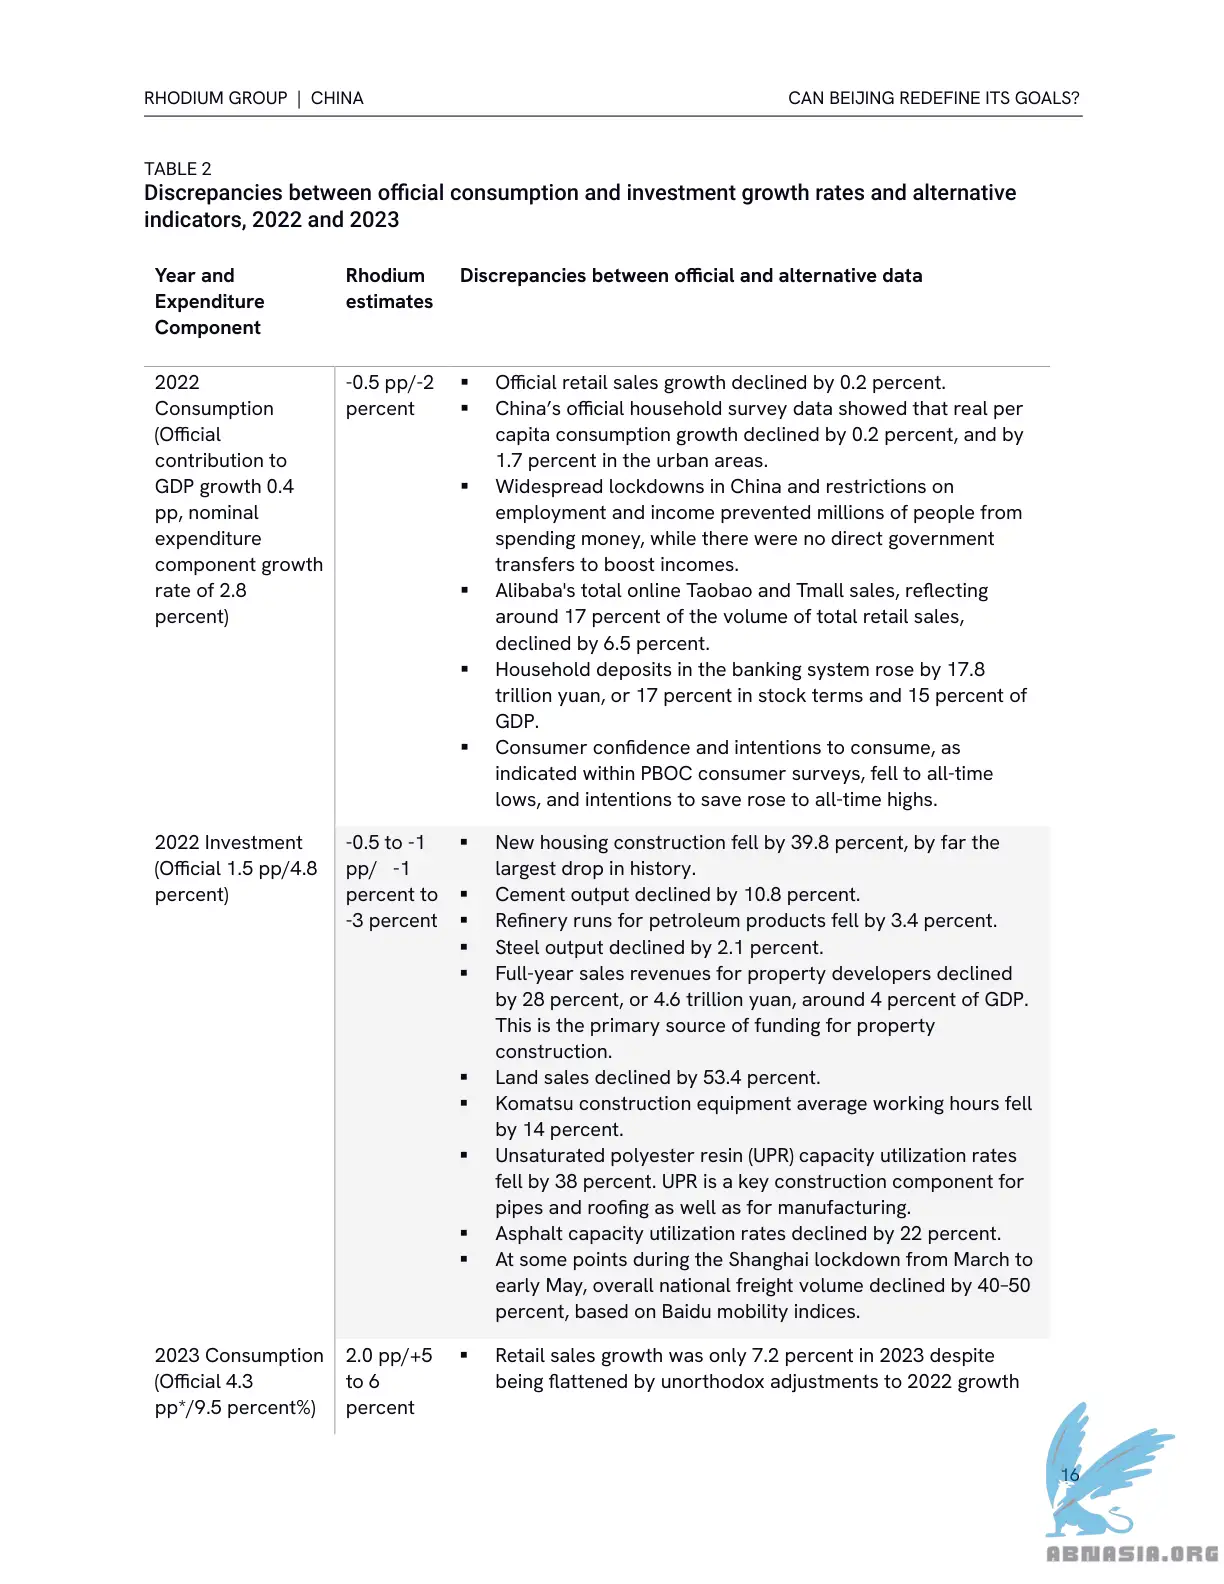 RHODIUM GROUP | CHINA
CAN BEIJING REDEFINE ITS GOALS?
TABLE 2
Discrepancies between official consumption and investment growth rates and alternative
indicators, 2022 and 2023
Year and
Expenditure
Component
Rhodium
estimates
Discrepancies between official and alternative data
2022
Consumption
(Official
contribution to
GDP growth 0.4
pp, nominal
expenditure
component growth
rate of 2.8
percent)
-0.5 pp/-2
percent
▪ Official retail sales growth declined by 0.2 percent.
▪ China’s official household survey data showed that real per
capita consumption growth declined by 0.2 percent, and by
1.7 percent in the urban areas.
▪ Widespread lockdowns in China and restrictions on
employment and income prevented millions of people from
spending money, while there were no direct government
transfers to boost incomes.
▪ Alibaba's total online Taobao and Tmall sales, reflecting
around 17 percent of the volume of total retail sales,
declined by 6.5 percent.
▪ Household deposits in the banking system rose by 17.8
trillion yuan, or 17 percent in stock terms and 15 percent of
GDP.
▪ Consumer confidence and intentions to consume, as
indicated within PBOC consumer surveys, fell to all-time
lows, and intentions to save rose to all-time highs.
2022 Investment
(Official 1.5 pp/4.8
percent)
-0.5 to -1
pp/ -1
percent to
-3 percent
▪ New housing construction fell by 39.8 percent, by far the
largest drop in history.
▪ Cement output declined by 10.8 percent.
▪ Refinery runs for petroleum products fell by 3.4 percent.
▪ Steel output declined by 2.1 percent.
▪ Full-year sales revenues for property developers declined
by 28 percent, or 4.6 trillion yuan, around 4 percent of GDP.
This is the primary source of funding for property
construction.
▪ Land sales declined by 53.4 percent.
▪ Komatsu construction equipment average working hours fell
by 14 percent.
▪ Unsaturated polyester resin (UPR) capacity utilization rates
fell by 38 percent. UPR is a key construction component for
pipes and roofing as well as for manufacturing.
▪ Asphalt capacity utilization rates declined by 22 percent.
▪ At some points during the Shanghai lockdown from March to
early May, overall national freight volume declined by 40–50
percent, based on Baidu mobility indices.
2023 Consumption
(Official 4.3
pp*/9.5 percent%)
2.0 pp/+5
to 6
percent
▪ Retail sales growth was only 7.2 percent in 2023 despite
being flattened by unorthodox adjustments to 2022 growth
16
ABNASIA.ORG